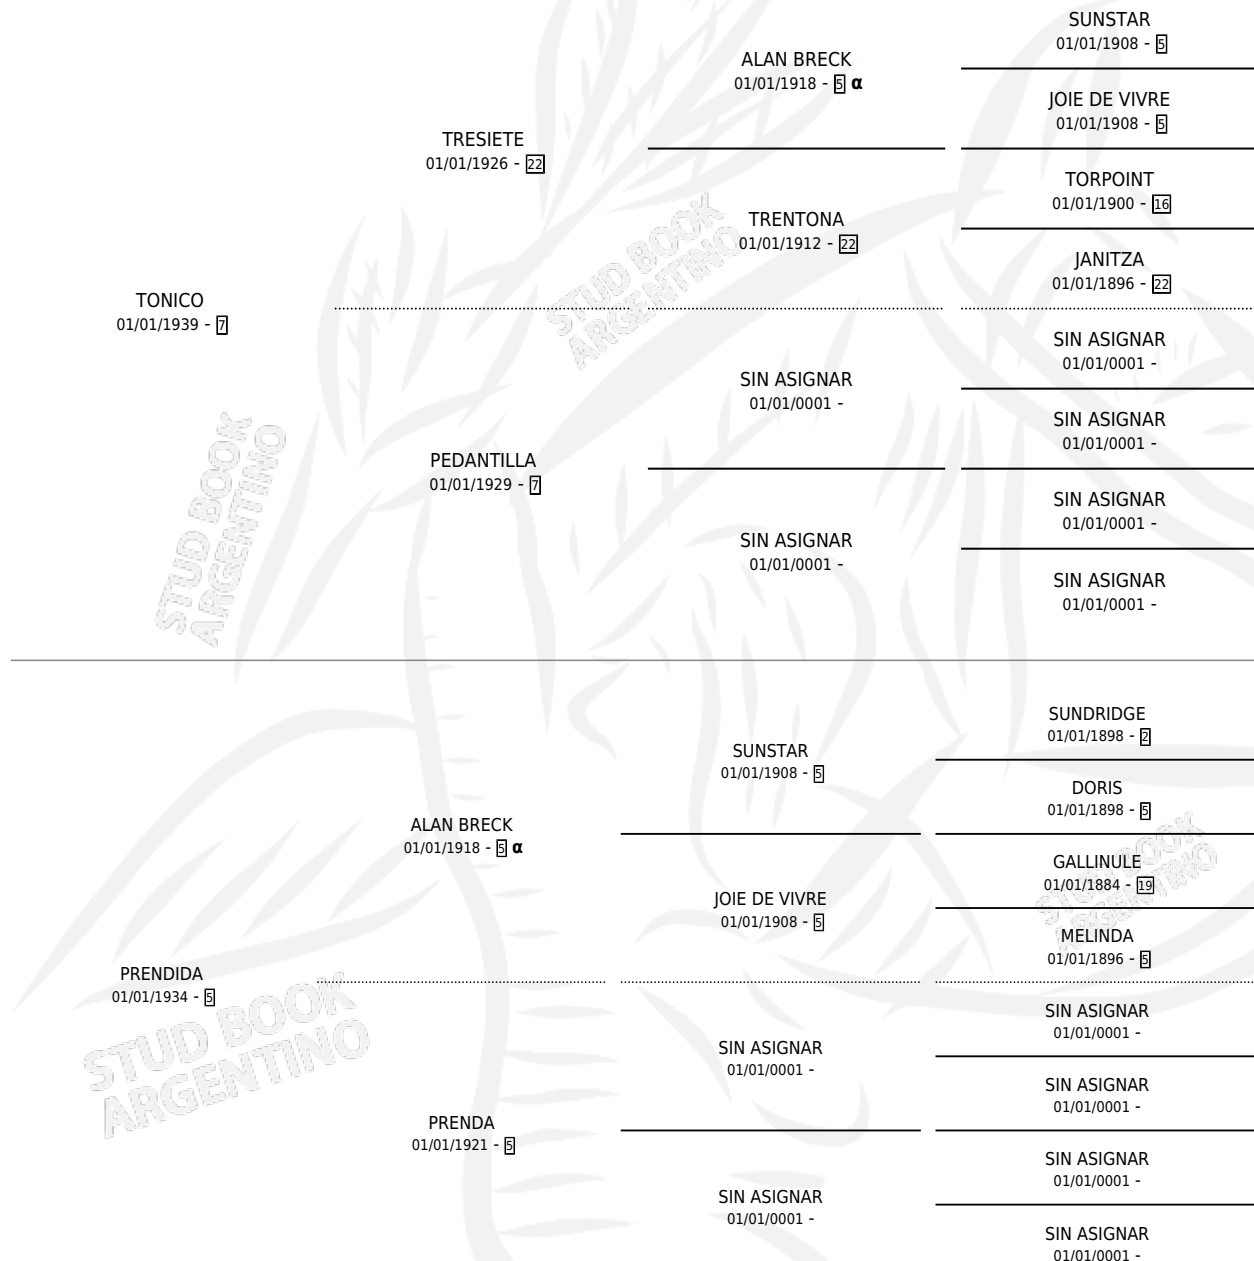 SUNSTAR
01/01/1908 - 5
ALAN BRECK
01/01/1918 - 5 α
JOIE DE VIVRE
01/01/1908 - 5
TRESIETE
01/01/1926 - 22
TORPOINT
01/01/1900 - 16
TRENTONA
01/01/1912 - 22
JANITZA
01/01/1896 - 22
TONICO
01/01/1939 - 7
SIN ASIGNAR
01/01/0001 -
SIN ASIGNAR
01/01/0001 -
SIN ASIGNAR
01/01/0001 -
PEDANTILLA
01/01/1929 - 7
SIN ASIGNAR
01/01/0001 -
SIN ASIGNAR
01/01/0001 -
SIN ASIGNAR
01/01/0001 -
STUD BOOK
ARGENTINO
STUD BOOK
ARGENTINO
SUNDRIDGE
01/01/1898 - 2
SUNSTAR
01/01/1908 - 5
DORIS
01/01/1898 - 5
ALAN BRECK
01/01/1918 - 5 α
GALLINULE
01/01/1884 - 19
JOIE DE VIVRE
01/01/1908 - 5
MELINDA
01/01/1896 - 5
PRENDIDA
01/01/1934 - 5
SIN ASIGNAR
01/01/0001 -
SIN ASIGNAR
01/01/0001 -
SIN ASIGNAR
01/01/0001 -
PRENDA
01/01/1921 - 5
SIN ASIGNAR
01/01/0001 -
SIN ASIGNAR
01/01/0001 -
SIN ASIGNAR
01/01/0001 -
STUD BOOK
ARGENTINO
STUD BOOK
ARGENTINO